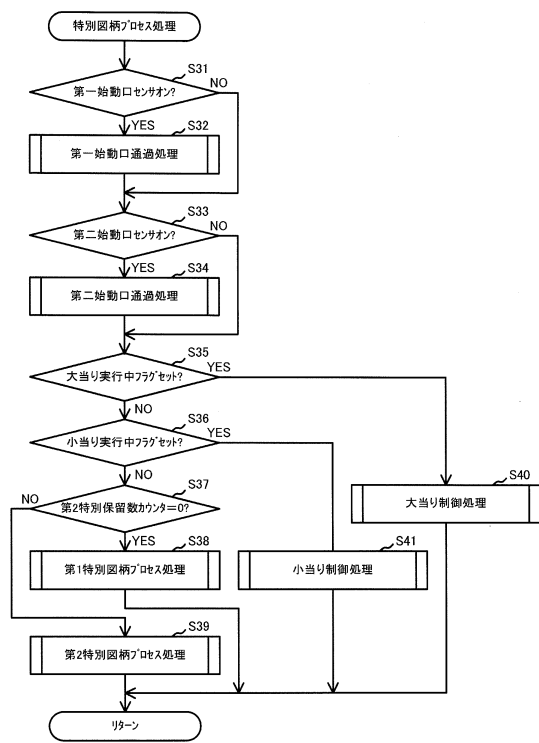 特別図柄プロセス処理
S31
第一始動口センサオン?
NO
YES
S32
第一始動口通過処理
S33
第二始動口センサオン?
NO
YES
S34
第二始動口通過処理
S35
大当り実行中フラグセット?
YES
NO
S36
小当り実行中フラグセット?
YES
NO
S37
第2特別保留数カウンタ=0?
NO
YES
S40
大当り制御処理
S38
第1特別図柄プロセス処理
S41
小当り制御処理
S39
第2特別図柄プロセス処理
リターン